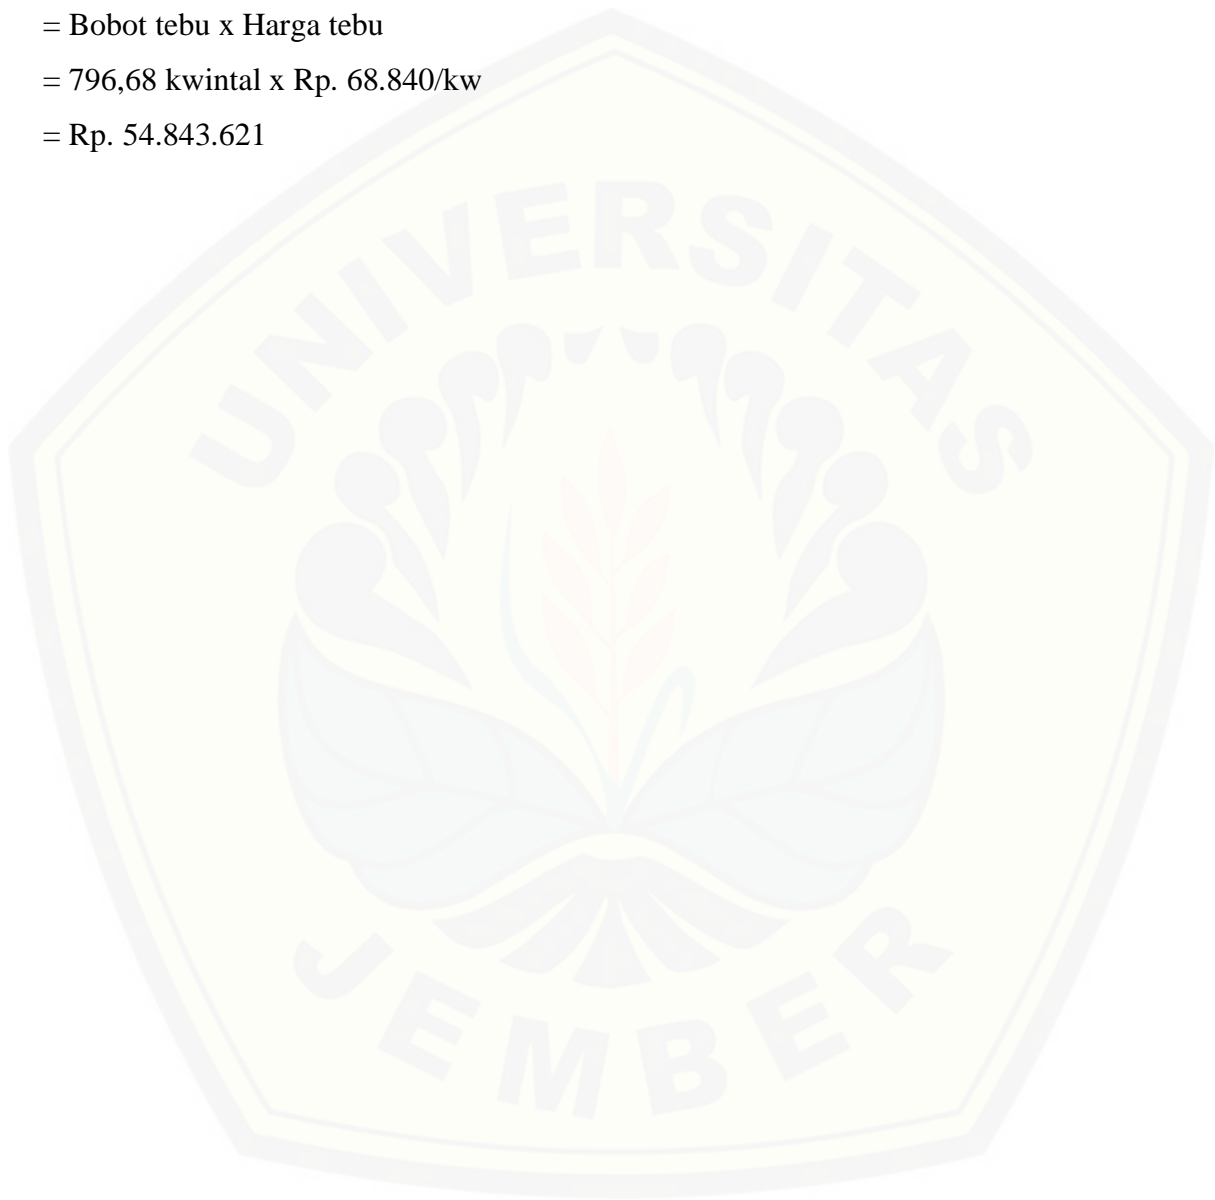 = Bobot tebu x Harga tebu
= 796,68 kwintal x Rp. 68.840/kw
= Rp. 54.843.621
UNIVERSITAS
JEMBER